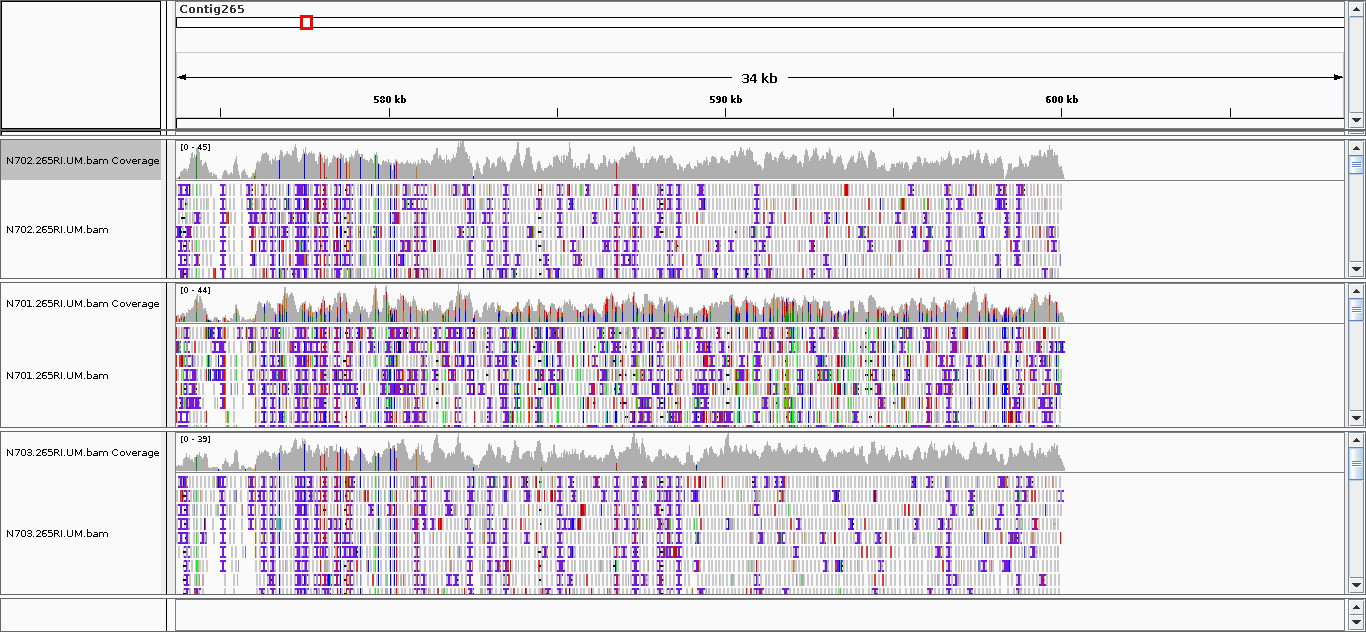 Contig265
34 kb
580 kb 590 kb 600 kb
N702.265RI.UM.bam Coverage
[0 - 45]
N702.265RI.UM.bam
N701.265RI.UM.bam Coverage
[0 - 44]
N701.265RI.UM.bam
N703.265RI.UM.bam Coverage
[0 - 39]
N703.265RI.UM.bam